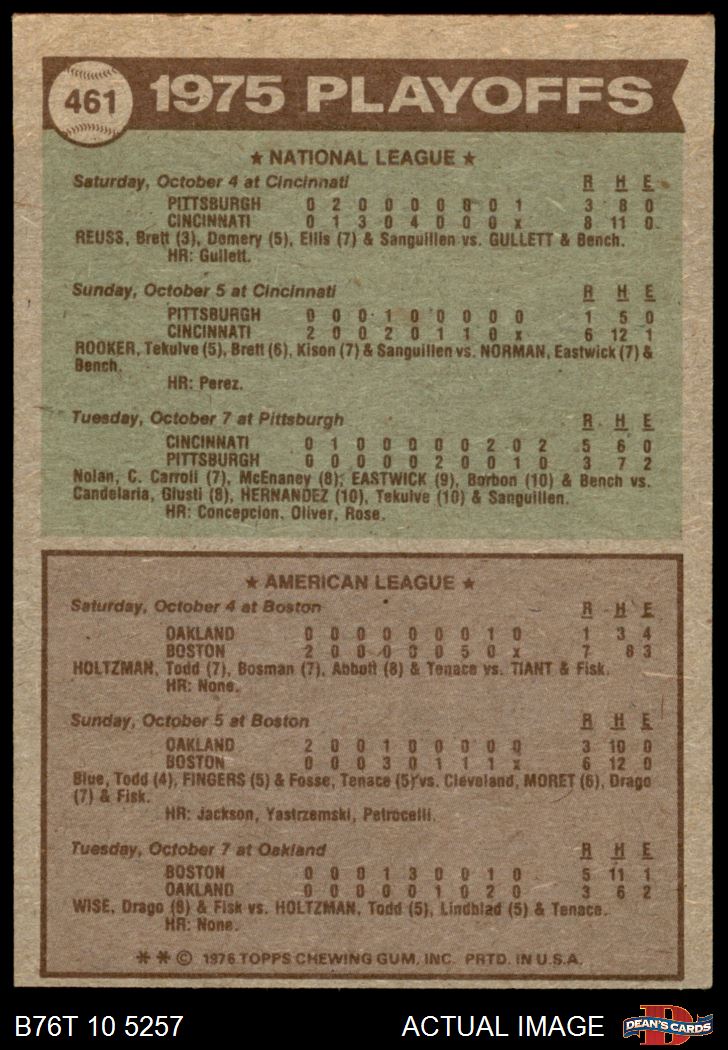 461 1975 PLAYOFFS
★ NATIONAL LEAGUE ★
Saturday, October 4 at Cincinnati R H E
PITTSBURGH 0 2 0 0 0 0 0 0 1 3 8 0
CINCINNATI 0 1 3 0 4 0 0 0 x 8 11 0
REUSS, Brett (3), Demery (5), Ellis (7) & Sanguillen vs. GULLETT & Bench.
HR: Gullett.
Sunday, October 5 at Cincinnati R H E
PITTSBURGH 0 0 0 1 0 0 0 0 0 1 5 0
CINCINNATI 2 0 0 2 0 1 1 0 x 6 12 1
ROOKER, Tekulve (5), Brett (6), Kison (7) & Sanguillen vs. NORMAN, Eastwick (7) &
Bench.
HR: Perez.
Tuesday, October 7 at Pittsburgh R H E
CINCINNATI 0 1 0 0 0 0 0 2 0 2 5 6 0
PITTSBURGH 0 0 0 0 0 2 0 0 1 0 3 7 2
Nolan, C. Carroll (7), McEnaney (8), EASTWICK (9), Borbon (10) & Bench vs.
Candelaria, Giusti (8), HERNANDEZ (10), Tekulve (10) & Sanguillen.
HR: Concepcion, Oliver, Rose.
★ AMERICAN LEAGUE ★
Saturday, October 4 at Boston R H E
OAKLAND 0 0 0 0 0 0 0 1 0 1 3 4
BOSTON 2 0 0 0 0 0 5 0 x 7 8 3
HOLTZMAN, Todd (7), Bosman (7), Abbott (8) & Tenace vs. TIANT & Fisk.
HR: None.
Sunday, October 5 at Boston R H E
OAKLAND 2 0 0 1 0 0 0 0 0 3 10 0
BOSTON 0 0 0 3 0 1 1 1 x 6 12 0
Blue, Todd (4), FINGERS (5) & Fosse, Tenace (5) vs. Cleveland, MORET (6), Drago
(7) & Fisk.
HR: Jackson, Yastrzemski, Petrocelli.
Tuesday, October 7 at Oakland R H E
BOSTON 0 0 0 1 3 0 0 1 0 5 11 1
OAKLAND 0 0 0 0 0 1 0 2 0 3 6 2
WISE, Drago (8) & Fisk vs. HOLTZMAN, Todd (5), Lindblad (5) & Tenace.
HR: None.
＊＊ © 1976 TOPPS CHEWING GUM, INC. PRTD. IN U.S.A.
B76T 10 5257 ACTUAL IMAGE D DEAN'S CARDS